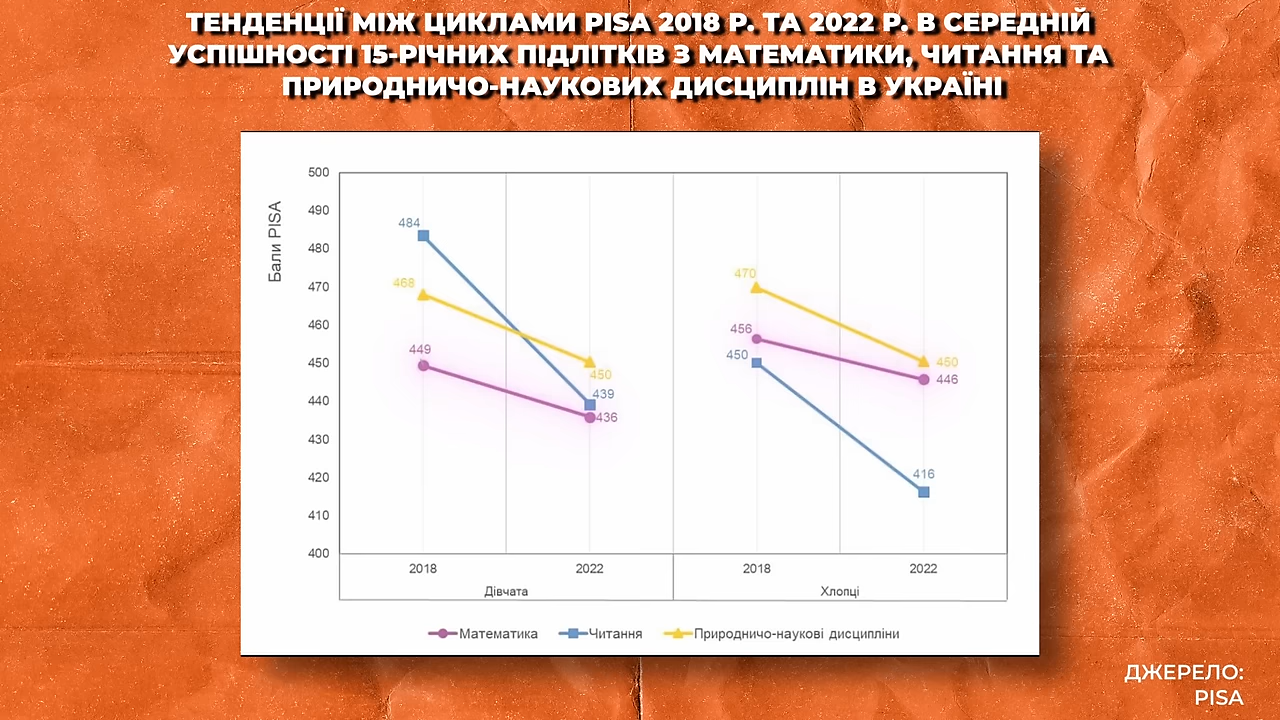 ТЕНДЕНЦІЇ МІЖ ЦИКЛАМИ PISA 2018 Р. ТА 2022 Р. В СЕРЕДНІЙ
УСПІШНОСТІ 15-РІЧНИХ ПІДЛІТКІВ З МАТЕМАТИКИ, ЧИТАННЯ ТА
ПРИРОДНИЧО-НАУКОВИХ ДИСЦИПЛІН В УКРАЇНІ
Бали PISA
500
490
480
470
460
450
440
430
420
410
400
484
468
449
450
439
436
470
456
450
450
446
416
2018
2022
2018
2022
Дівчата
Хлопці
Математика
Читання
Природничо-наукові дисципліни
ДЖЕРЕЛО:
PISA